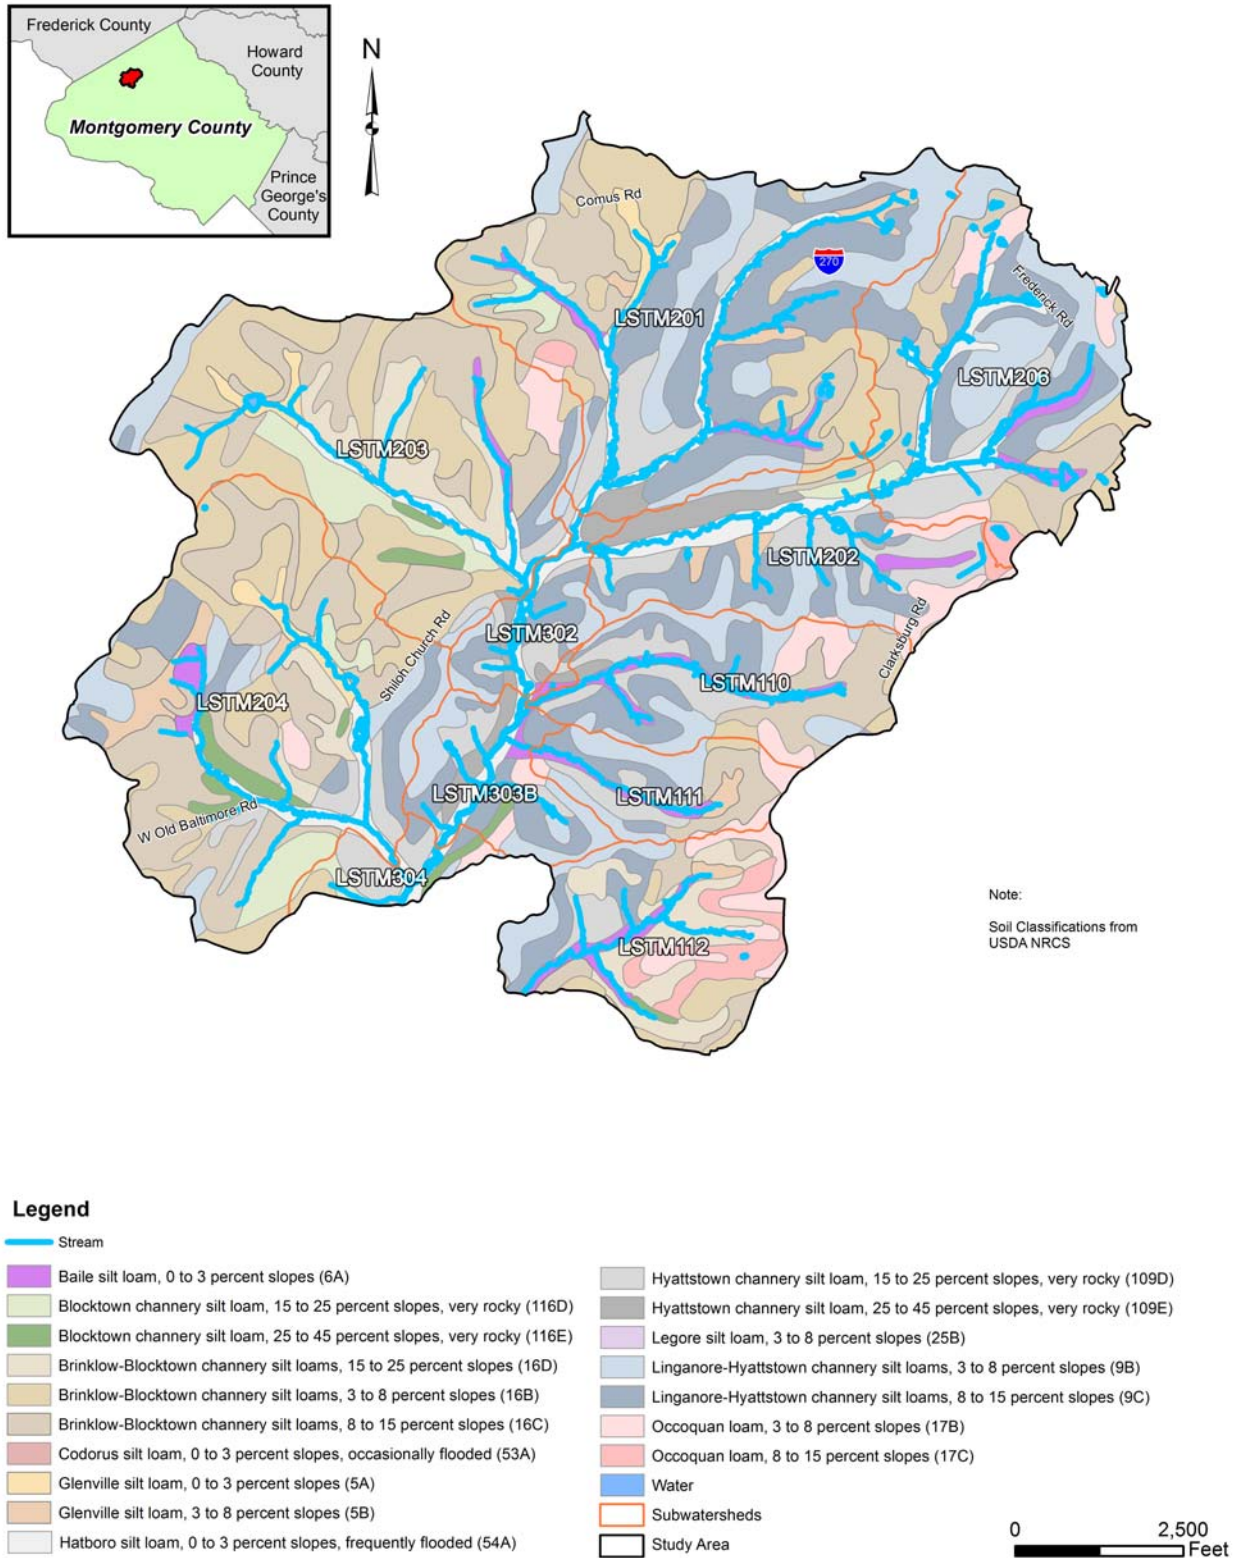 Frederick County
Howard
County
Montgomery County
Prince
George's
County
N
Comus Rd
270
Frederick Rd
LSTM201
LSTM206
LSTM203
LSTM202
Shiloh Church Rd
LSTM302
Clarksburg Rd
LSTM110
LSTM204
LSTM303B
LSTM111
W Old Baltimore Rd
LSTM304
LSTM112
Note:
Soil Classifications from
USDA NRCS
Legend
Stream
Baile silt loam, 0 to 3 percent slopes (6A)
Blocktown channery silt loam, 15 to 25 percent slopes, very rocky (116D)
Blocktown channery silt loam, 25 to 45 percent slopes, very rocky (116E)
Brinklow-Blocktown channery silt loams, 15 to 25 percent slopes (16D)
Brinklow-Blocktown channery silt loams, 3 to 8 percent slopes (16B)
Brinklow-Blocktown channery silt loams, 8 to 15 percent slopes (16C)
Codorus silt loam, 0 to 3 percent slopes, occasionally flooded (53A)
Glenville silt loam, 0 to 3 percent slopes (5A)
Glenville silt loam, 3 to 8 percent slopes (5B)
Hatboro silt loam, 0 to 3 percent slopes, frequently flooded (54A)
Hyattstown channery silt loam, 15 to 25 percent slopes, very rocky (109D)
Hyattstown channery silt loam, 25 to 45 percent slopes, very rocky (109E)
Legore silt loam, 3 to 8 percent slopes (25B)
Linganore-Hyattstown channery silt loams, 3 to 8 percent slopes (9B)
Linganore-Hyattstown channery silt loams, 8 to 15 percent slopes (9C)
Occoquan loam, 3 to 8 percent slopes (17B)
Occoquan loam, 8 to 15 percent slopes (17C)
Water
Subwatersheds
Study Area
0 2,500
Feet